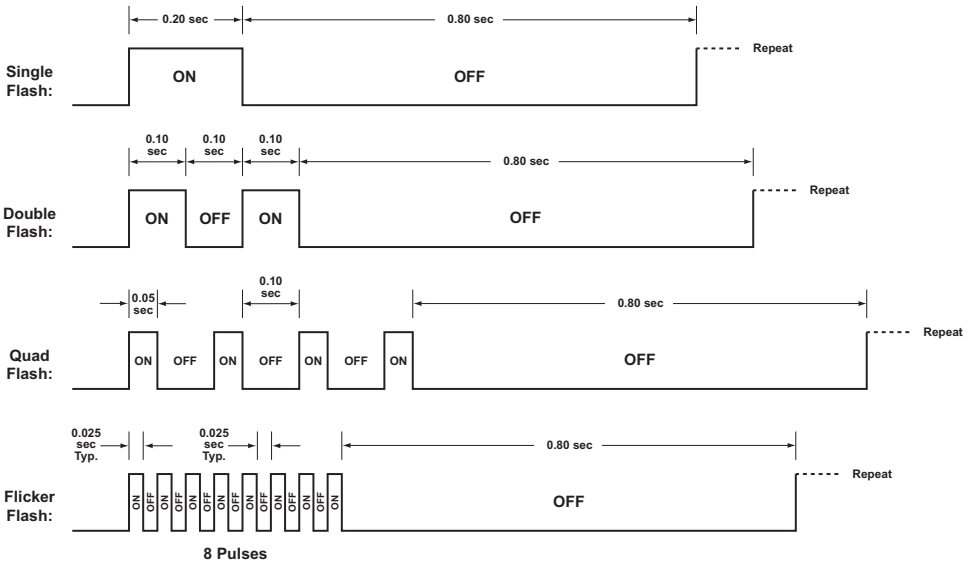 0.20 sec
0.80 sec
Repeat
Single
Flash:
ON
OFF
0.10
sec
0.10
sec
0.10
sec
0.80 sec
Repeat
Double
Flash:
ON
OFF
ON
OFF
0.05
sec
0.10
sec
0.80 sec
Repeat
Quad
Flash:
ON
OFF
ON
OFF
ON
OFF
ON
OFF
0.025
sec
Typ.
0.025
sec
Typ.
0.80 sec
Repeat
Flicker
Flash:
ON
OFF
ON
OFF
ON
OFF
ON
OFF
ON
OFF
ON
OFF
ON
OFF
ON
OFF
8 Pulses